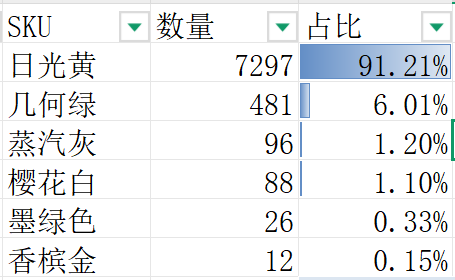 SKU 数量 占比
日光黄 7297 91.21%
几何绿 481 6.01%
蒸汽灰 96 1.20%
樱花白 88 1.10%
墨绿色 26 0.33%
香槟金 12 0.15%